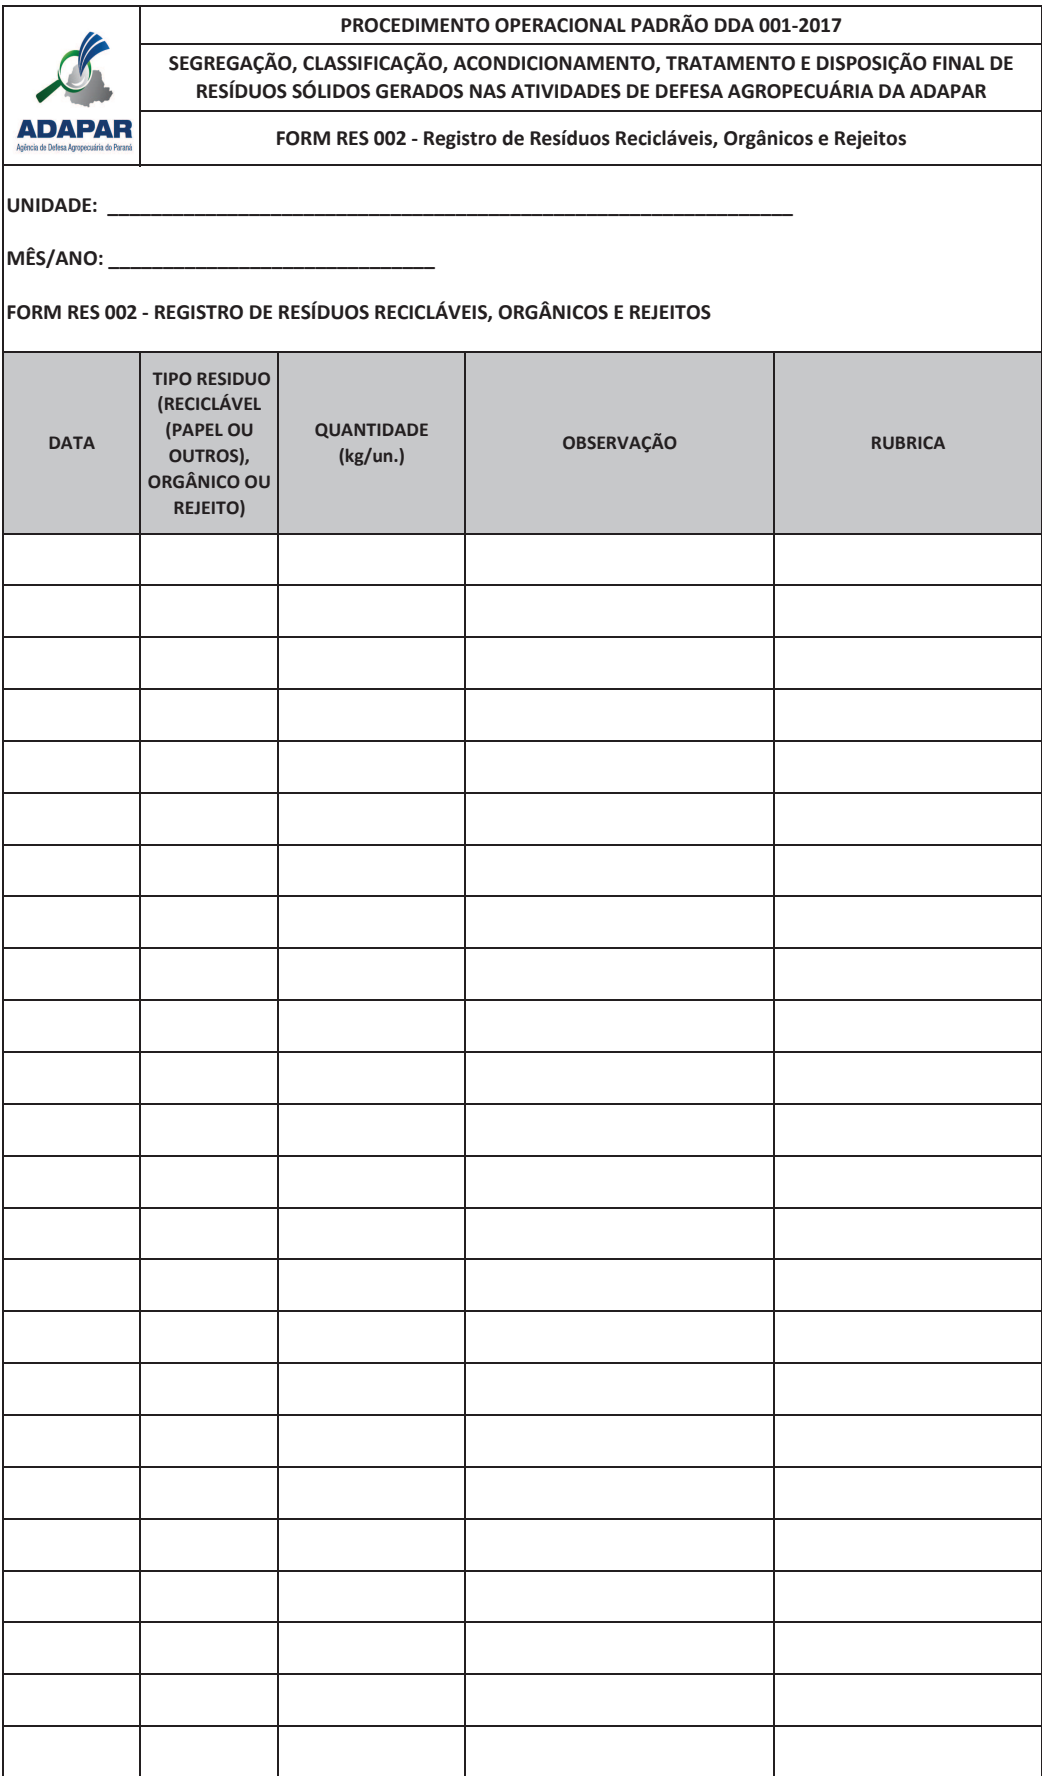 PROCEDIMENTO OPERACIONAL PADRÃO DDA 001-2017
SEGREGAÇÃO, CLASSIFICAÇÃO, ACONDICIONAMENTO, TRATAMENTO E DISPOSIÇÃO FINAL DE
RESÍDUOS SÓLIDOS GERADOS NAS ATIVIDADES DE DEFESA AGROPECUÁRIA DA ADAPAR
ADAPAR
Agência de Defesa Agropecuária do Paraná
FORM RES 002 - Registro de Resíduos Recicláveis, Orgânicos e Rejeitos
UNIDADE: _______________________________________________________________
MÊS/ANO: ______________________________
FORM RES 002 - REGISTRO DE RESÍDUOS RECICLÁVEIS, ORGÂNICOS E REJEITOS
DATA
TIPO RESIDUO
(RECICLÁVEL
(PAPEL OU
OUTROS),
ORGÂNICO OU
REJEITO)
QUANTIDADE
(kg/un.)
OBSERVAÇÃO
RUBRICA